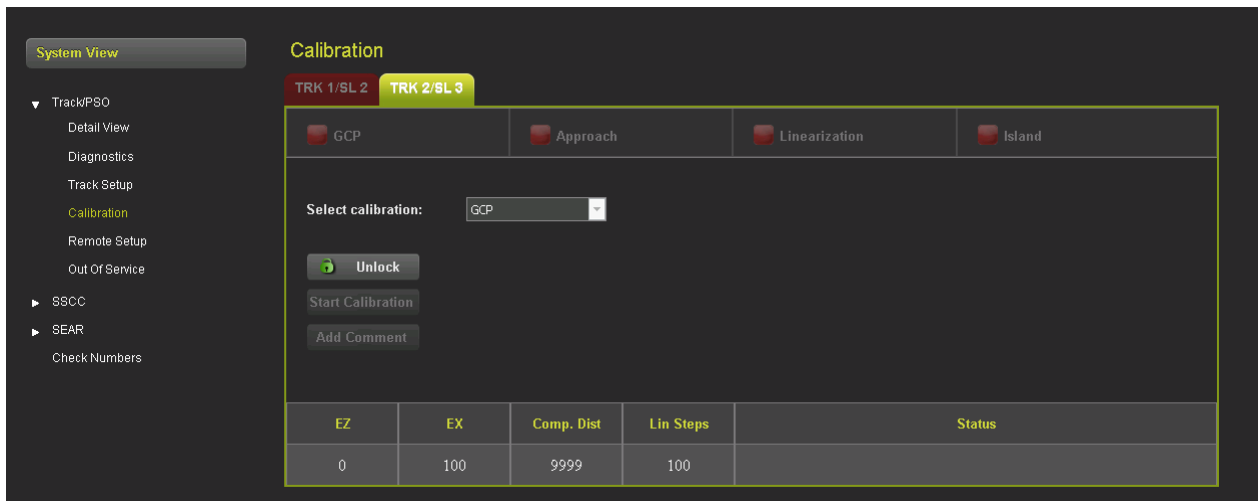 System View
Track/PSO
Detail View
Diagnostics
Track Setup
Calibration
Remote Setup
Out Of Service
SSCC
SEAR
Check Numbers
Calibration
TRK 1/SL 2 TRK 2/SL 3
GCP Approach Linearization Island
Select calibration: GCP
Unlock
Start Calibration
Add Comment
EZ EX Comp. Dist Lin Steps Status
0 100 9999 100